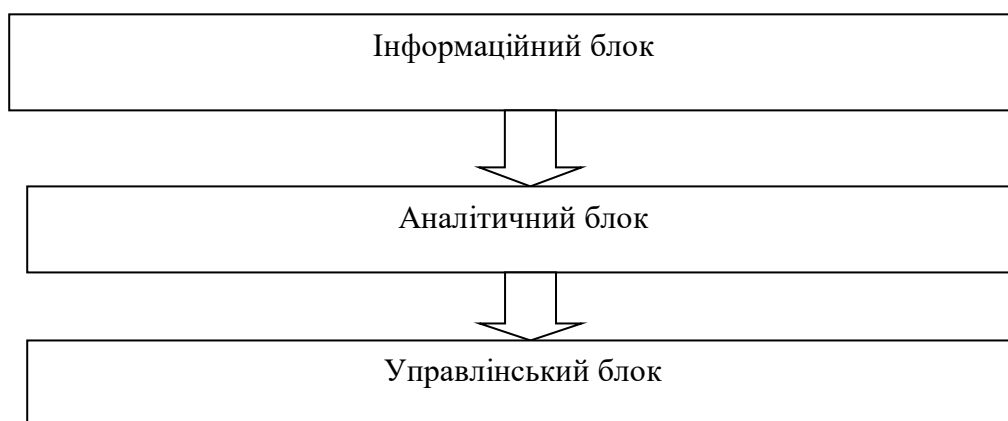 Інформаційний блок
Аналітичний блок
Управлінський блок